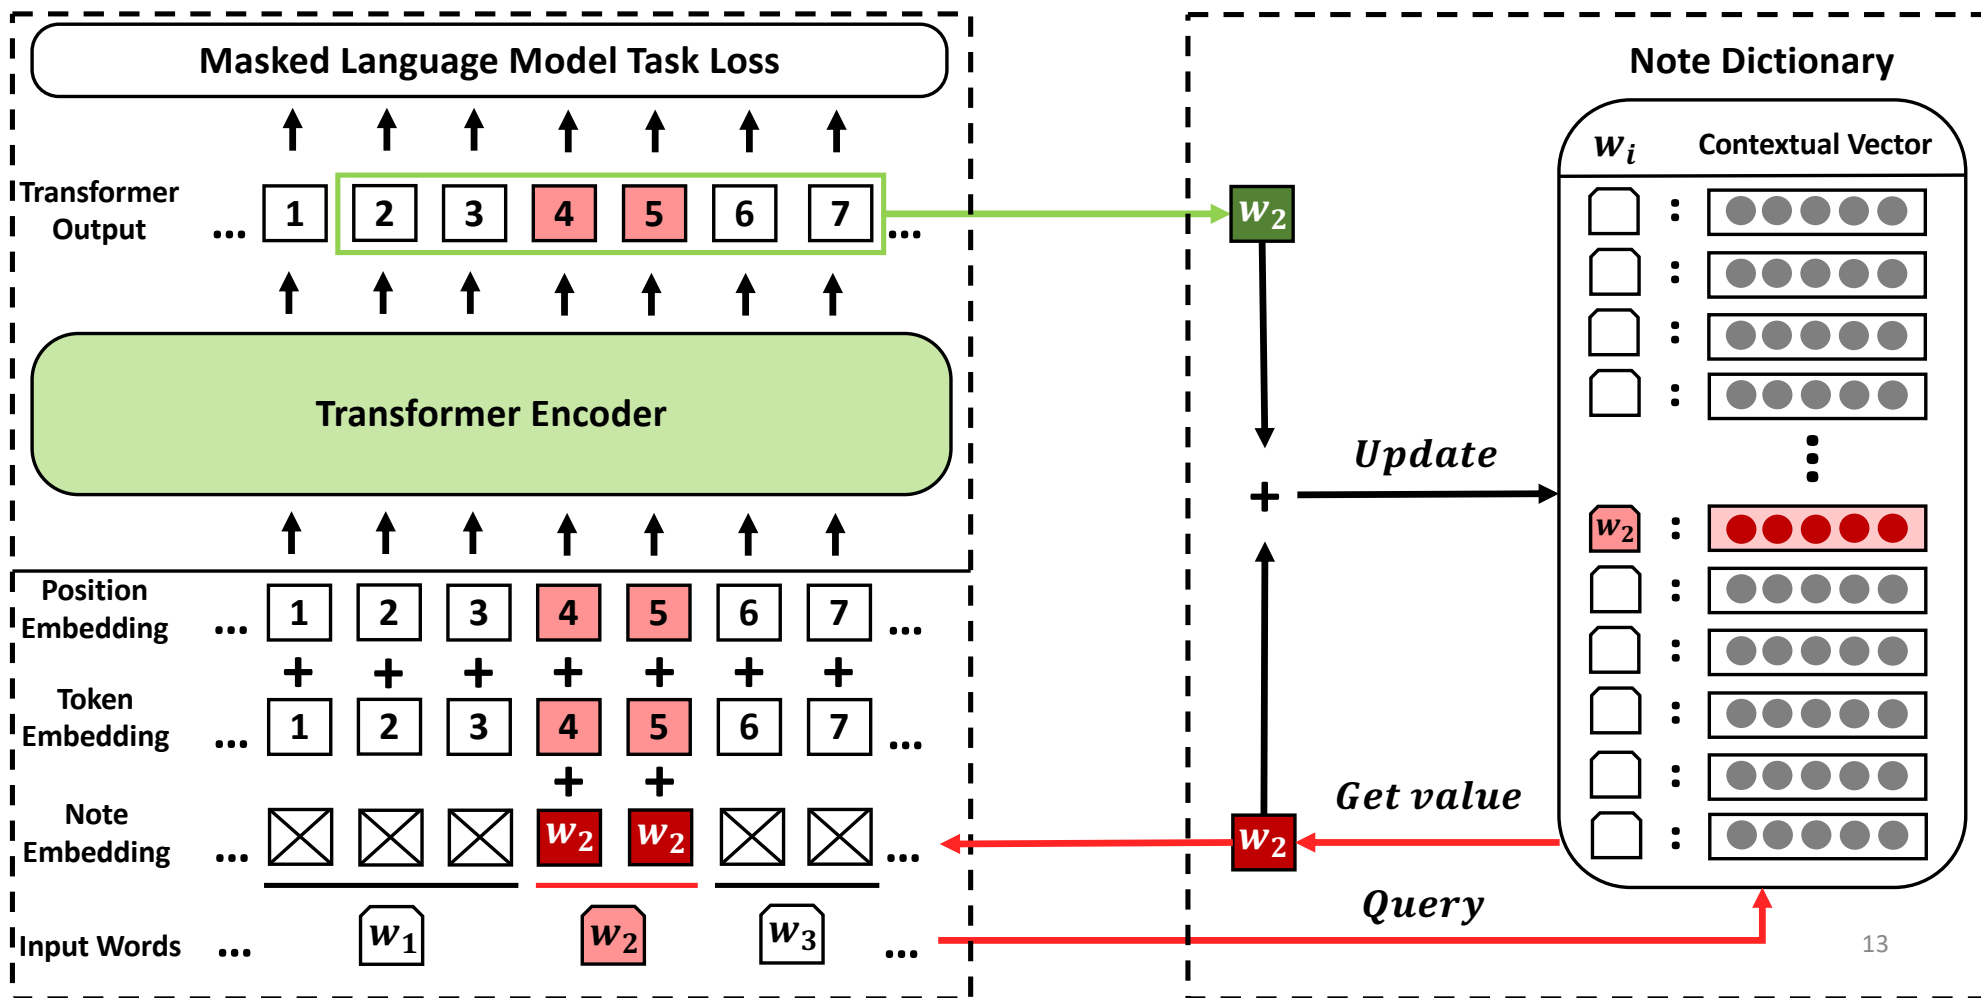 Masked Language Model Task Loss
Transformer
Output
... 1 2 3 4 5 6 7 ...
Transformer Encoder
Position
Embedding
... 1 2 3 4 5 6 7 ...
+ + + + + + +
Token
Embedding
... 1 2 3 4 5 6 7 ...
+ +
Note
Embedding
... w₂ w₂ ...
Input Words ... w₁ w₂ w₃ ...
w₂
+
Update
w₂
Get value
Query
Note Dictionary
wᵢ Contextual Vector
:
:
:
:
⋮
w₂ :
:
:
:
:
:
13